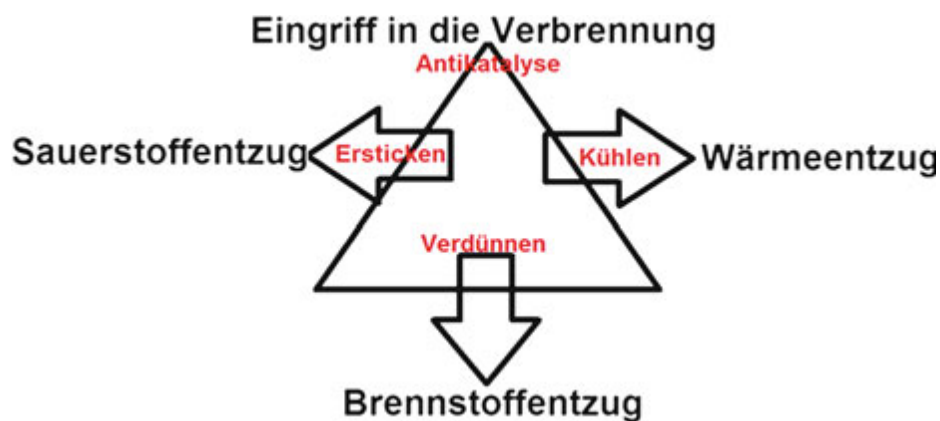 Eingriff in die Verbrennung
Antikatalyse
Sauerstoffentzug
Ersticken
Kühlen
Wärmeentzug
Verdünnen
Brennstoffentzug